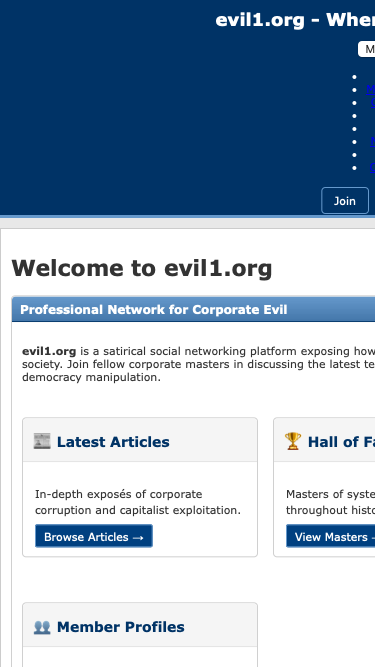 evil1.org - Wher
M
Join
Welcome to evil1.org
Professional Network for Corporate Evil
evil1.org is a satirical social networking platform exposing how
society. Join fellow corporate masters in discussing the latest te
democracy manipulation.
Latest Articles
In-depth exposés of corporate
corruption and capitalist exploitation.
Browse Articles →
Hall of Fa
Masters of syste
throughout histo
View Masters →
Member Profiles